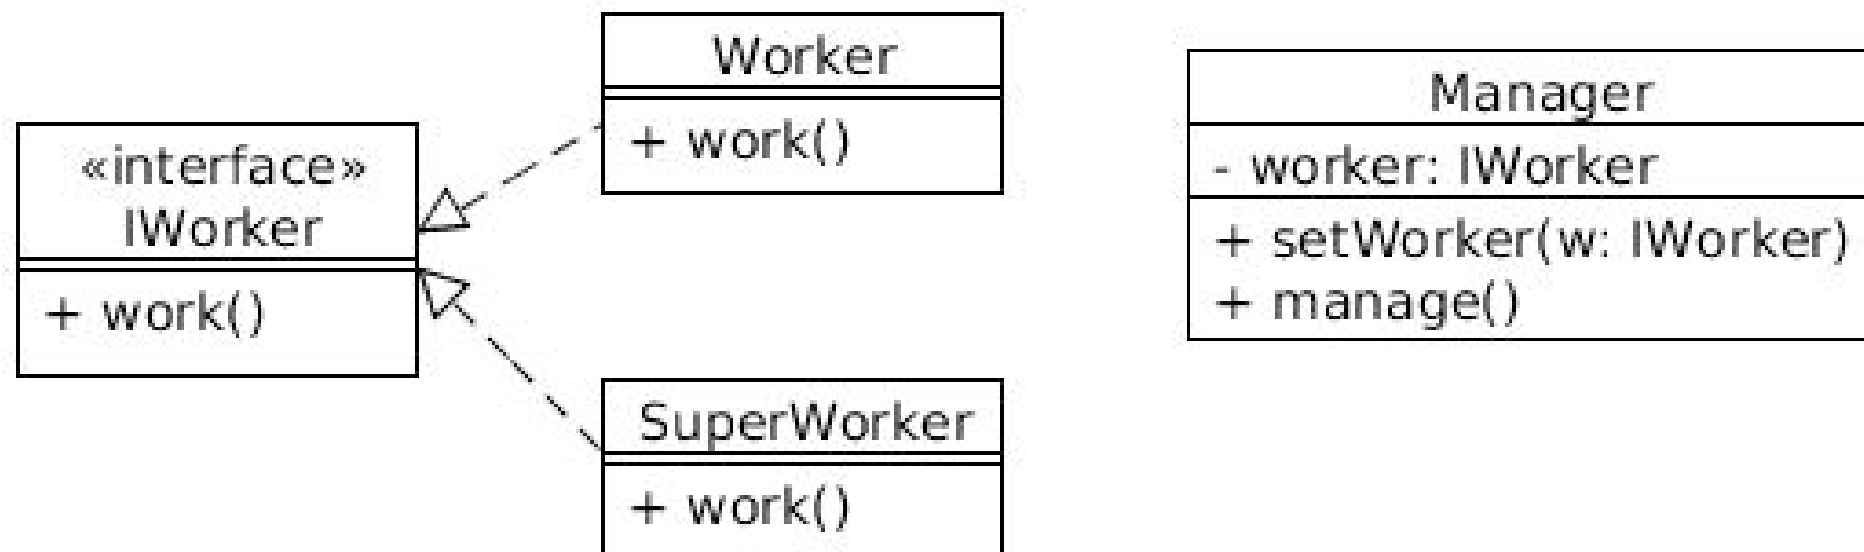 «interface»
IWorker
+ work()
Worker
+ work()
SuperWorker
+ work()
Manager
- worker: IWorker
+ setWorker(w: IWorker)
+ manage()